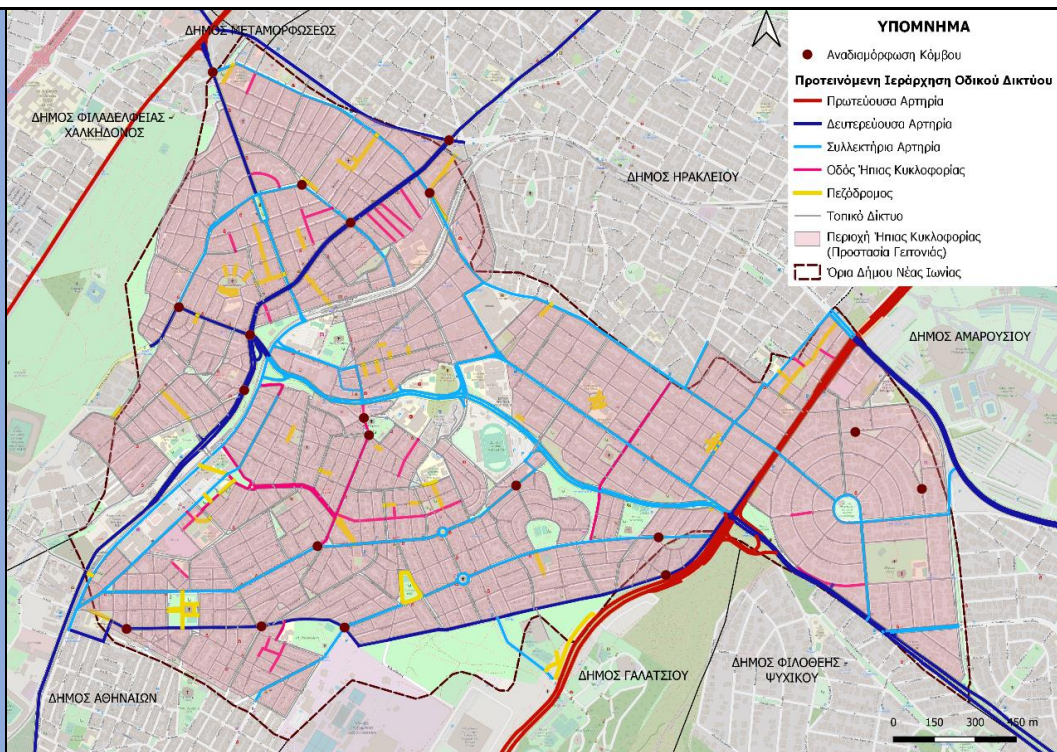 ΔΗΜΟΣ ΜΕΤΑΜΟΡΦΩΣΕΩΣ
ΔΗΜΟΣ ΦΙΛΑΔΕΛΦΕΙΑΣ -
ΧΑΛΚΗΔΟΝΟΣ
ΔΗΜΟΣ ΗΡΑΚΛΕΙΟΥ
ΔΗΜΟΣ ΑΜΑΡΟΥΣΙΟΥ
ΔΗΜΟΣ ΑΘΗΝΑΙΩΝ
ΔΗΜΟΣ ΓΑΛΑΤΣΙΟΥ
ΔΗΜΟΣ ΦΙΛΟΘΕΗΣ -
ΨΥΧΙΚΟΥ
ΥΠΟΜΝΗΜΑ
Αναδιαμόρφωση Κόμβου
Προτεινόμενη Ιεράρχηση Οδικού Δικτύου
Πρωτεύουσα Αρτηρία
Δευτερεύουσα Αρτηρία
Συλλεκτήρια Αρτηρία
Οδός Ήπιας Κυκλοφορίας
Πεζόδρομος
Τοπικό Δίκτυο
Περιοχή Ήπιας Κυκλοφορίας
(Προστασία Γειτονιάς)
Όρια Δήμου Νέας Ιωνίας
0 150 300 450 m